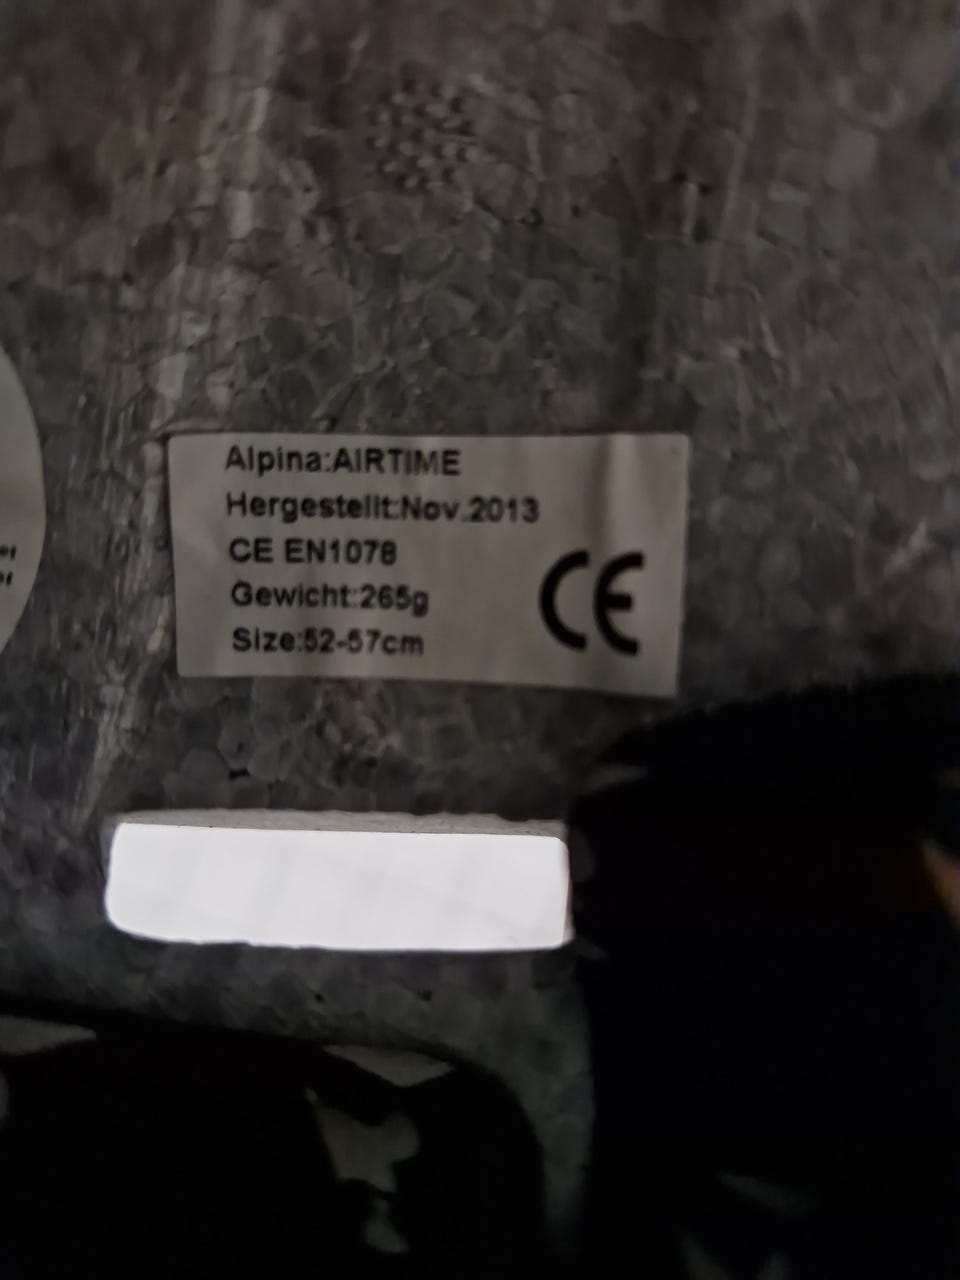 Alpina:AIRTIME
Hergestellt:Nov.2013
CE EN1078
Gewicht:265g
Size:52-57cm
CE